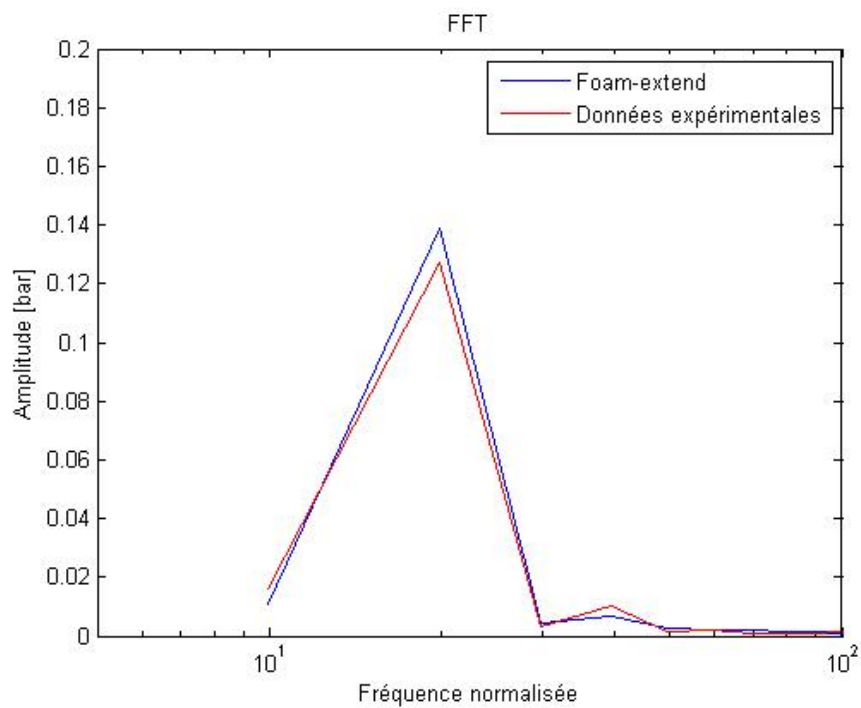 FFT
Foam-extend
Données expérimentales
Amplitude [bar]
0.2
0.18
0.16
0.14
0.12
0.1
0.08
0.06
0.04
0.02
0
10¹
10²
Fréquence normalisée